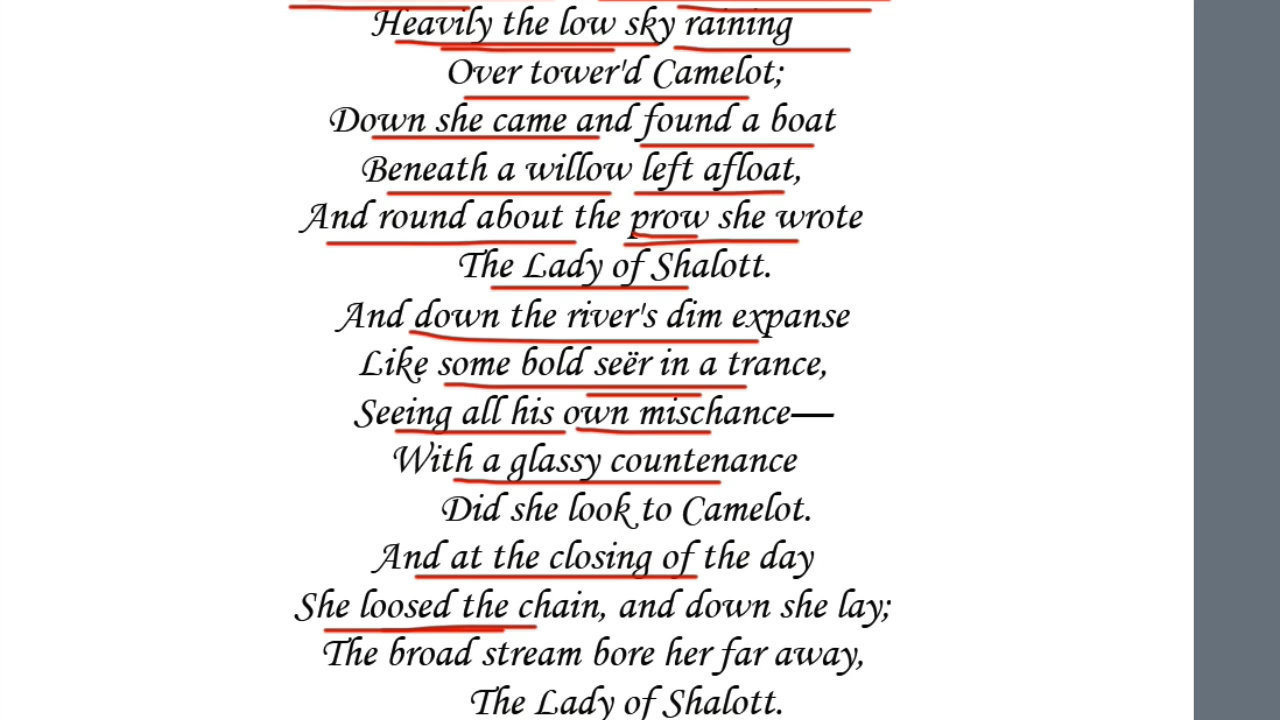 Heavily the low sky raining
Over tower'd Camelot;
Down she came and found a boat
Beneath a willow left afloat,
And round about the prow she wrote
The Lady of Shalott.
And down the river's dim expanse
Like some bold seër in a trance,
Seeing all his own mischance—
With a glassy countenance
Did she look to Camelot.
And at the closing of the day
She loosed the chain, and down she lay;
The broad stream bore her far away,
The Lady of Shalott.